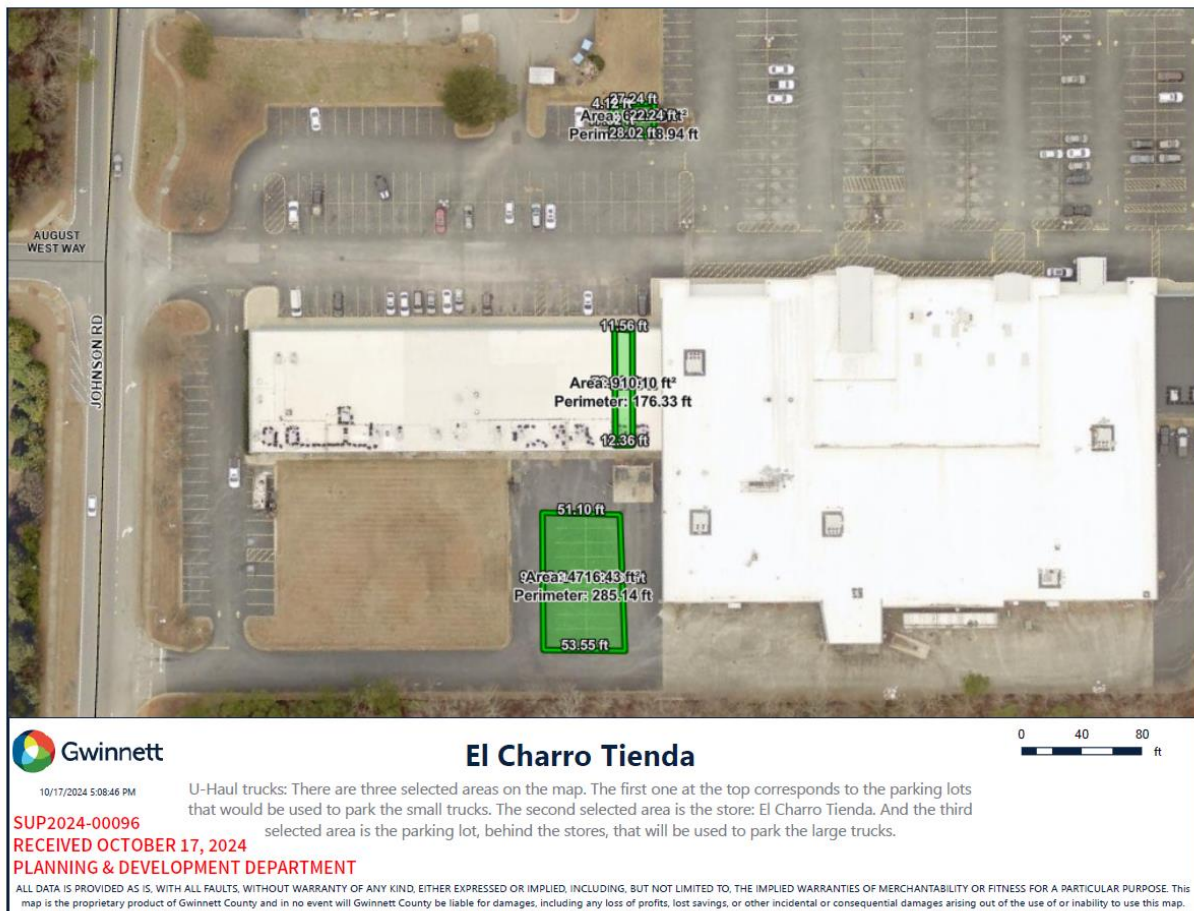 27.24 ft
4.12 ft
22.24
28.02 ft
8.94 ft
AUGUST
WEST WAY
JOHNSON RD
11.56 ft
Area: 910.10 ft²
Perimeter: 176.33 ft
12.36 ft
51.10 ft
Area: 4716.43 ft²
Perimeter: 285.14 ft
53.55 ft
Gwinnett
10/17/2024 5:08:46 PM
El Charro Tienda
0 40 80
ft
U-Haul trucks: There are three selected areas on the map. The first one at the top corresponds to the parking lots
that would be used to park the small trucks. The second selected area is the store: El Charro Tienda. And the third
selected area is the parking lot, behind the stores, that will be used to park the large trucks.
SUP2024-00096
RECEIVED OCTOBER 17, 2024
PLANNING & DEVELOPMENT DEPARTMENT
ALL DATA IS PROVIDED AS IS, WITH ALL FAULTS, WITHOUT WARRANTY OF ANY KIND, EITHER EXPRESSED OR IMPLIED, INCLUDING, BUT NOT LIMITED TO, THE IMPLIED WARRANTIES OF MERCHANTABILITY OR FITNESS FOR A PARTICULAR PURPOSE. This
map is the proprietary product of Gwinnett County and in no event will Gwinnett County be liable for damages, including any loss of profits, lost savings, or other incidental or consequential damages arising out of the use of or inability to use this map.